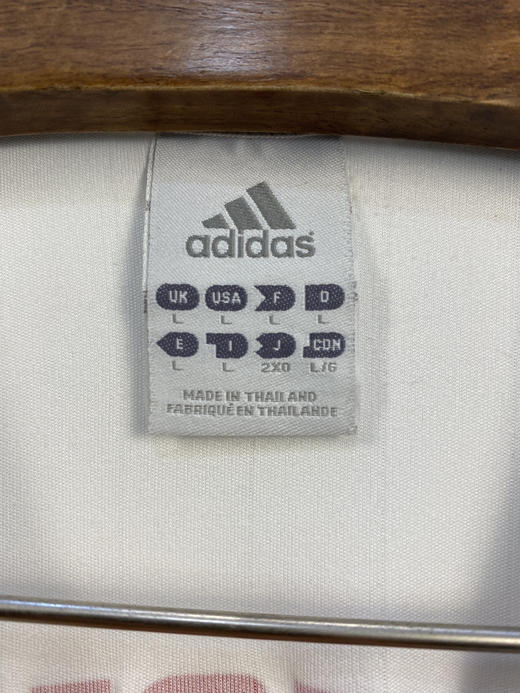 adidas
UK USA F D
L L L L
E I J CDN
L L 2XO L/G
MADE IN THAILAND
FABRIQUÉ EN THAILANDE